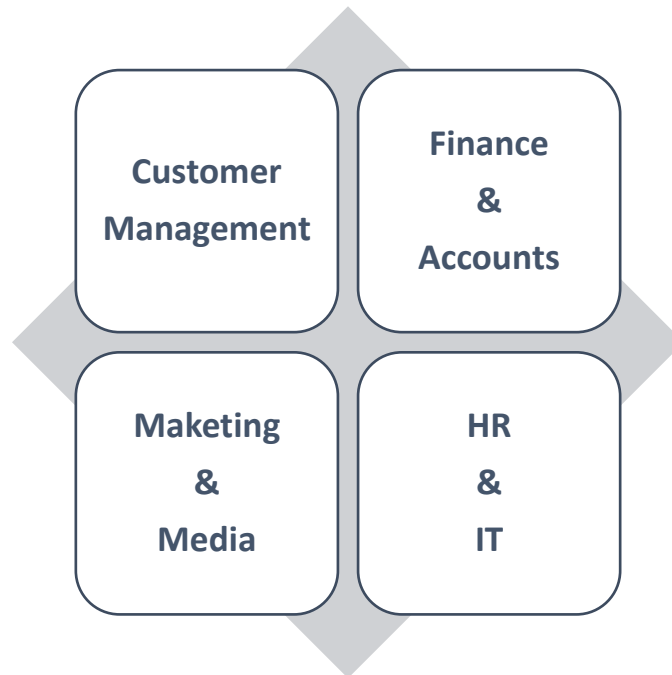 Customer
Management
Finance
&
Accounts
Maketing
&
Media
HR
&
IT